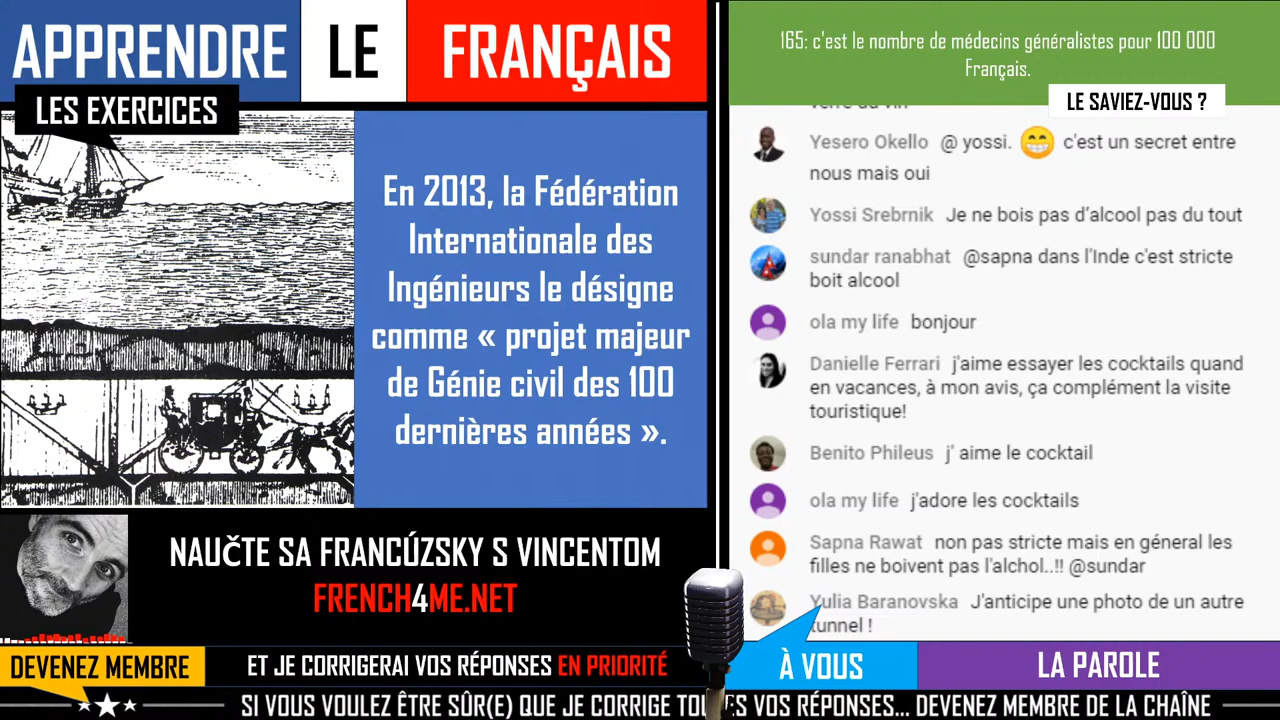 APPRENDRE LE FRANÇAIS
LES EXERCICES
En 2013, la Fédération
Internationale des
Ingénieurs le désigne
comme « projet majeur
de Génie civil des 100
dernières années ».
NAUČTE SA FRANCÚZSKY S VINCENTOM
FRENCH4ME.NET
DEVENEZ MEMBRE
ET JE CORRIGERAI VOS RÉPONSES EN PRIORITÉ
165: c'est le nombre de médecins généralistes pour 100 000
Français.
LE SAVIEZ-VOUS ?
Yesero Okello @ yossi. 😁 c'est un secret entre
nous mais oui
Yossi Srebrnik Je ne bois pas d’alcool pas du tout
sundar ranabhat @sapna dans l'Inde c'est stricte
boit alcool
ola my life bonjour
Danielle Ferrari j'aime essayer les cocktails quand
en vacances, à mon avis, ça complément la visite
touristique!
Benito Phileus j' aime le cocktail
ola my life j'adore les cocktails
Sapna Rawat non pas stricte mais en géneral les
filles ne boivent pas l'alchol..!! @sundar
Yulia Baranovska J'anticipe une photo de un autre
tunnel !
À VOUS
LA PAROLE
SI VOUS VOULEZ ÊTRE SÛR(E) QUE JE CORRIGE VOS RÉPONSES... DEVENEZ MEMBRE DE LA CHAÎNE